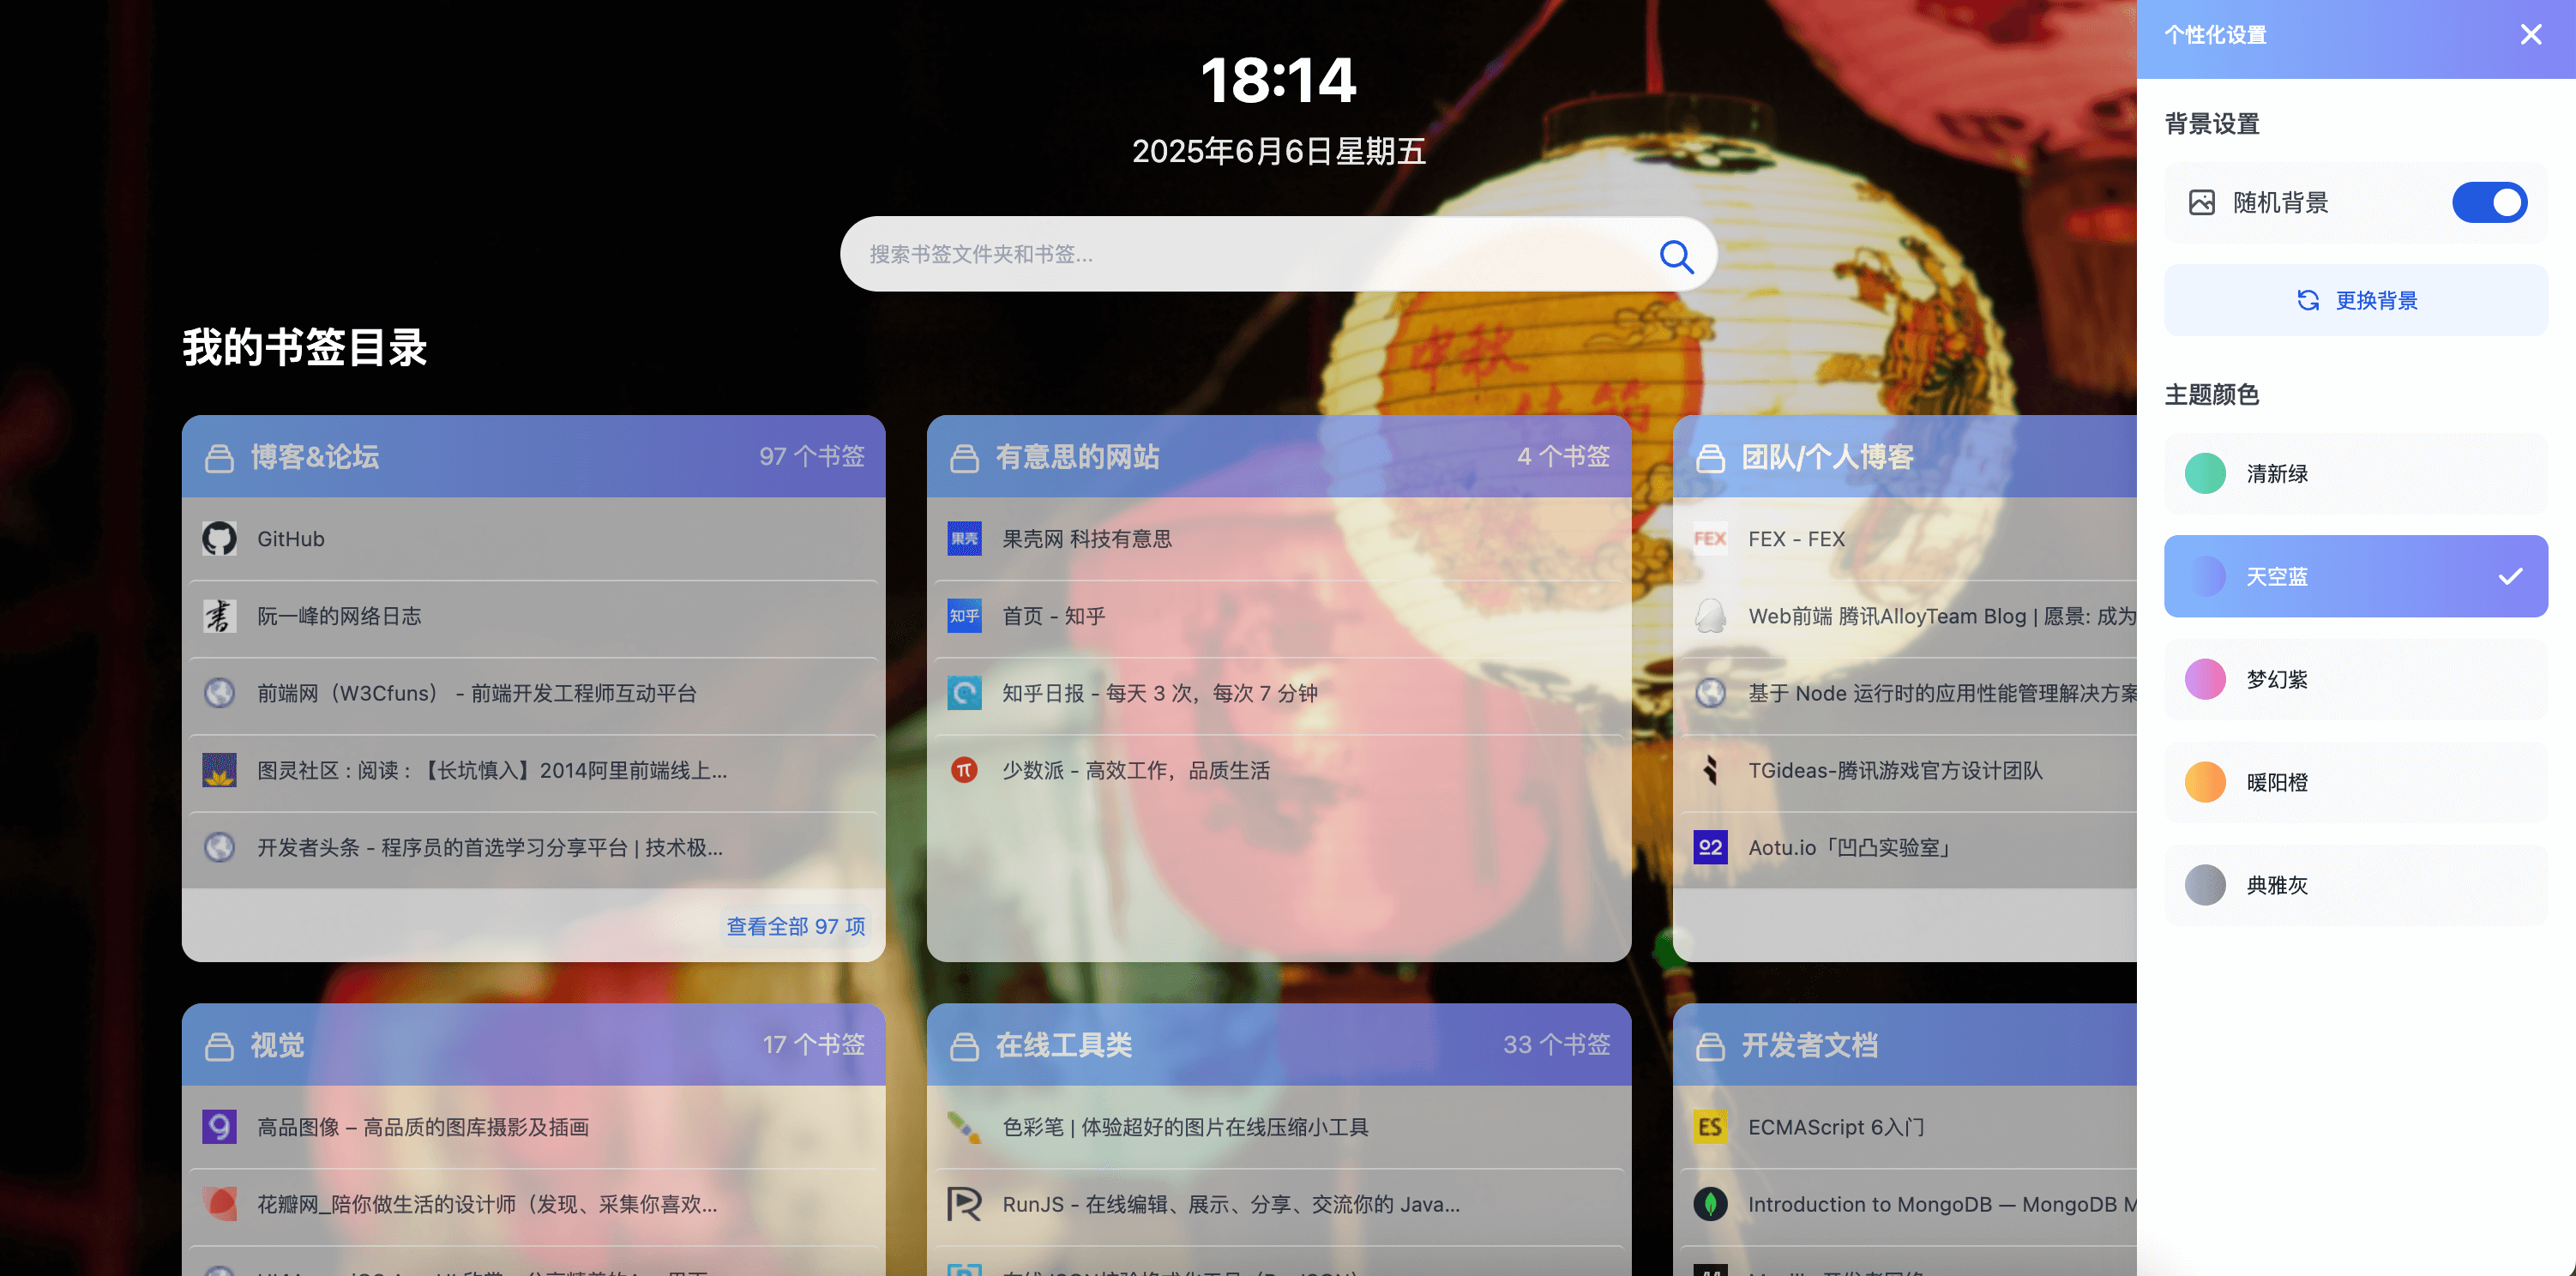 18:14
2025年6月6日星期五
搜索书签文件夹和书签...
我的书签目录
博客&论坛
97 个书签
GitHub
阮一峰的网络日志
前端网（W3Cfuns） - 前端开发工程师互动平台
图灵社区 : 阅读 : 【长坑慎入】2014阿里前端线上...
开发者头条 - 程序员的首选学习分享平台 | 技术极...
查看全部 97 项
有意思的网站
4 个书签
果壳
果壳网 科技有意思
知乎
首页 - 知乎
知乎日报 - 每天 3 次，每次 7 分钟
少数派 - 高效工作，品质生活
团队/个人博客
FEX
FEX - FEX
Web前端 腾讯AlloyTeam Blog | 愿景: 成为
基于 Node 运行时的应用性能管理解决方案
TGideas-腾讯游戏官方设计团队
Aotu.io「凹凸实验室」
视觉
17 个书签
高品图像 – 高品质的图库摄影及插画
花瓣网_陪你做生活的设计师（发现、采集你喜欢...
在线工具类
33 个书签
色彩笔 | 体验超好的图片在线压缩小工具
RunJS - 在线编辑、展示、分享、交流你的 Java...
开发者文档
ES
ECMAScript 6入门
Introduction to MongoDB — MongoDB M
中秋
佳節
个性化设置
背景设置
随机背景
更换背景
主题颜色
清新绿
天空蓝
梦幻紫
暖阳橙
典雅灰